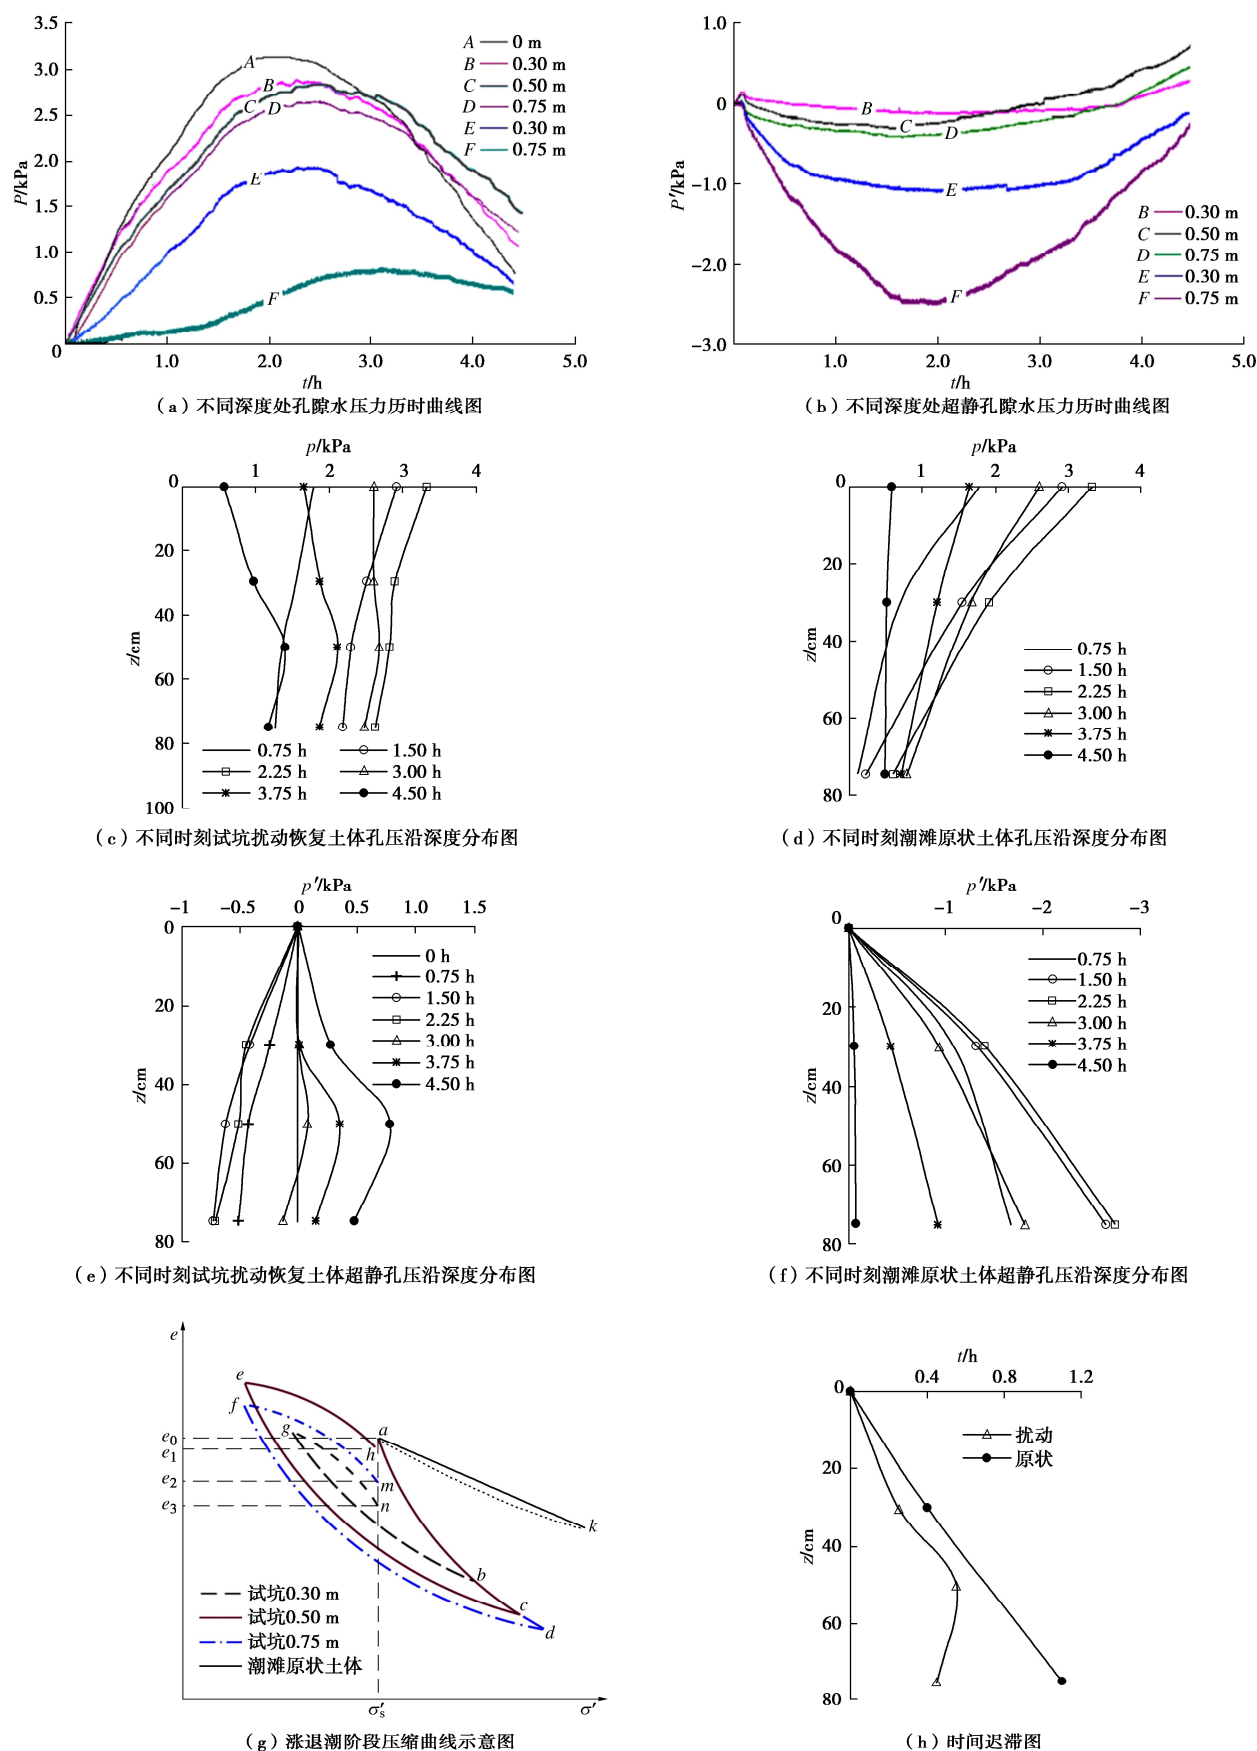 3.5
3.0
2.5
2.0
1.5
1.0
0.5
0
P/kPa
A
B
C
D
E
F
A 0 m
B 0.30 m
C 0.50 m
D 0.75 m
E 0.30 m
F 0.75 m
1.0 2.0 3.0 4.0 5.0
t/h
(a)不同深度处孔隙水压力历时曲线图
1.0
0
−1.0
−2.0
−3.0
P′/kPa
B
C
D
E
F
B 0.30 m
C 0.50 m
D 0.75 m
E 0.30 m
F 0.75 m
1.0 2.0 3.0 4.0 5.0
t/h
(b)不同深度处超静孔隙水压力历时曲线图
p/kPa
0 1 2 3 4
20
40
60
80
100
z/cm
0.75 h 1.50 h
2.25 h 3.00 h
3.75 h 4.50 h
(c)不同时刻试坑扰动恢复土体孔压沿深度分布图
p/kPa
0 1 2 3 4
20
40
60
80
z/cm
0.75 h
1.50 h
2.25 h
3.00 h
3.75 h
4.50 h
(d)不同时刻潮滩原状土体孔压沿深度分布图
p′/kPa
−1 −0.5 0 0.5 1.0 1.5
0
20
40
60
80
z/cm
0 h
0.75 h
1.50 h
2.25 h
3.00 h
3.75 h
4.50 h
(e)不同时刻试坑扰动恢复土体超静孔压沿深度分布图
p′/kPa
0 −1 −2 −3
20
40
60
80
z/cm
0.75 h
1.50 h
2.25 h
3.00 h
3.75 h
4.50 h
(f)不同时刻潮滩原状土体超静孔压沿深度分布图
e
e
f
g
a
h
m
n
k
b
c
d
e₀
e₁
e₂
e₃
试坑0.30 m
试坑0.50 m
试坑0.75 m
潮滩原状土体
σ′ₛ
σ′
(g)涨退潮阶段压缩曲线示意图
t/h
0 0.4 0.8 1.2
20
40
60
80
z/cm
扰动
原状
(h)时间迟滞图